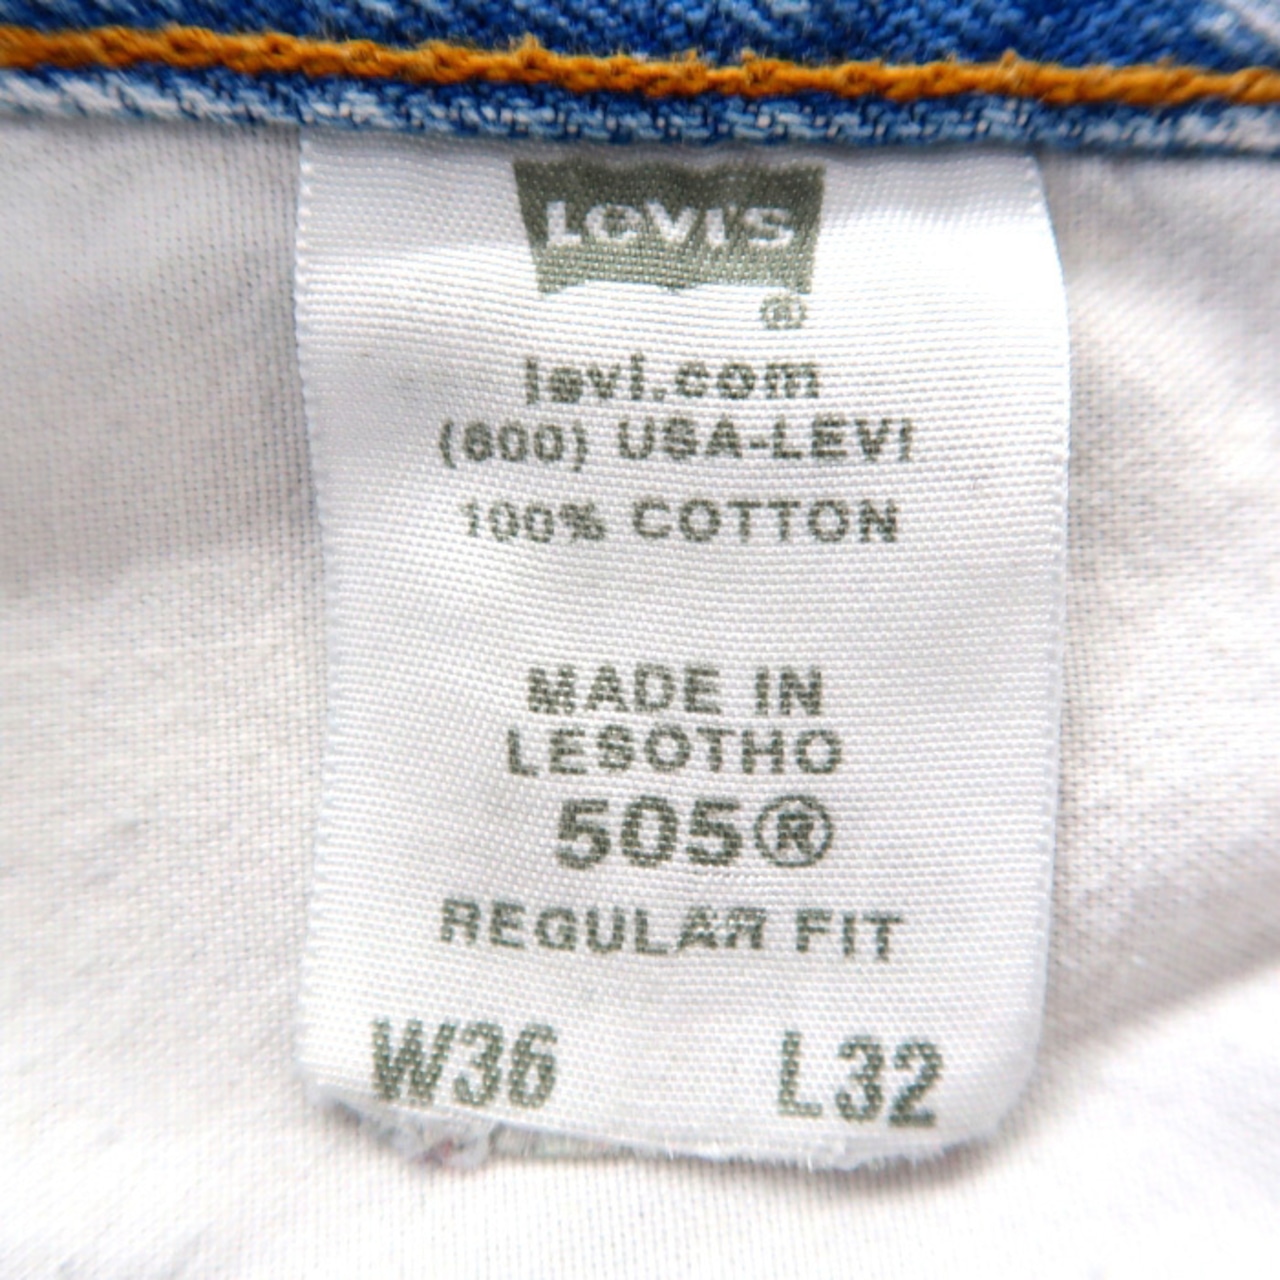 LEVI'S
®
levi.com
(800) USA-LEVI
100% COTTON
MADE IN
LESOTHO
505®
REGULAR FIT
W36 L32